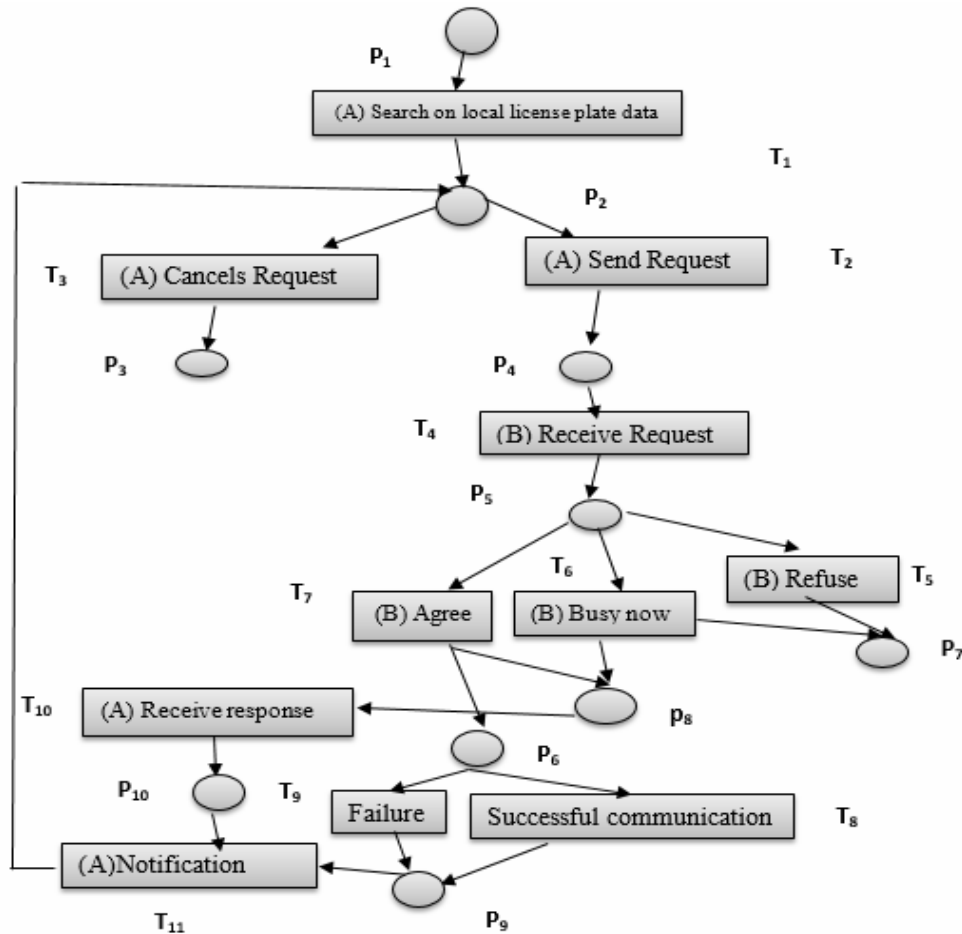 P₁
(A) Search on local license plate data
T₁
p₂
T₃
(A) Cancels Request
(A) Send Request
T₂
P₃
P₄
T₄
(B) Receive Request
P₅
T₇
T₆
(B) Refuse
T₅
(B) Agree
(B) Busy now
P₇
T₁₀
(A) Receive response
p₈
P₆
P₁₀
T₉
Failure
Successful communication
T₈
(A)Notification
T₁₁
P₉